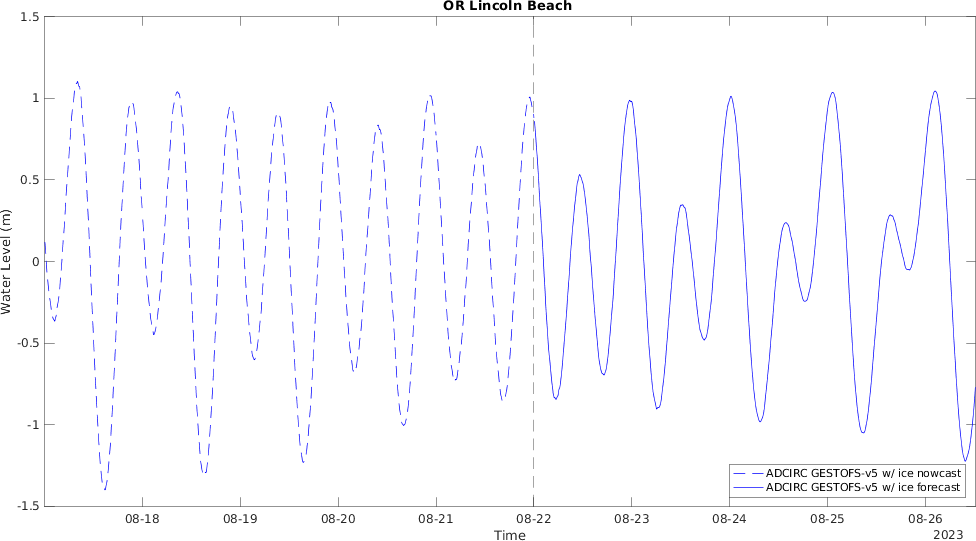 OR Lincoln Beach
1.5
1
0.5
0
-0.5
-1
-1.5
Water Level (m)
08-18 08-19 08-20 08-21 08-22 08-23 08-24 08-25 08-26
Time
2023
ADCIRC GESTOFS-v5 w/ ice nowcast
ADCIRC GESTOFS-v5 w/ ice forecast